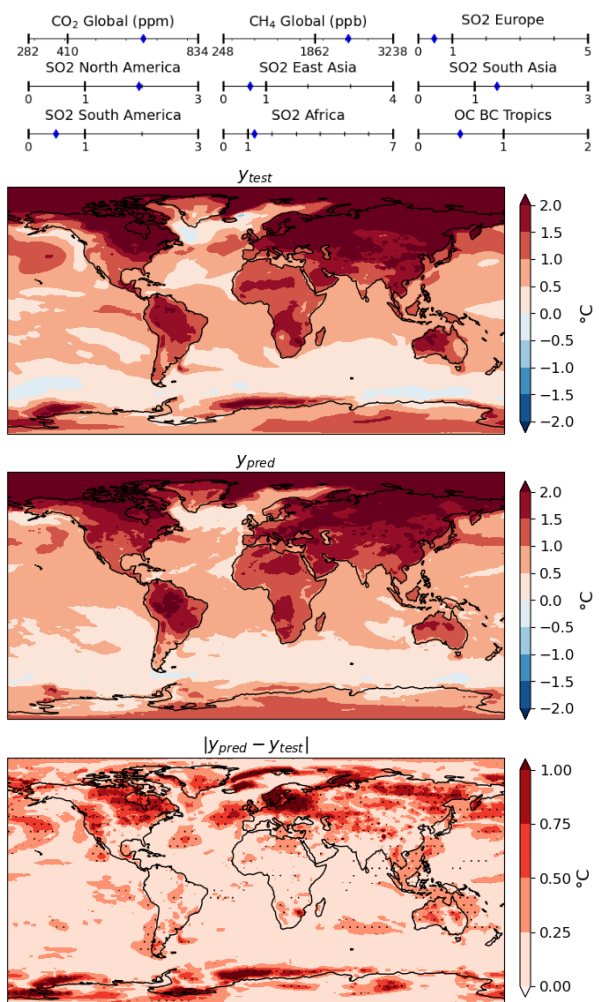 CO₂ Global (ppm) CH₄ Global (ppb) SO2 Europe
282 410 834 248 1862 3238 0 1 5
SO2 North America SO2 East Asia SO2 South Asia
0 1 3 0 1 4 0 1 3
SO2 South America SO2 Africa OC BC Tropics
0 1 3 0 1 7 0 1 2
y_test
2.0
1.5
1.0
0.5
0.0
−0.5
−1.0
−1.5
−2.0
°C
y_pred
2.0
1.5
1.0
0.5
0.0
−0.5
−1.0
−1.5
−2.0
°C
|y_pred − y_test|
1.00
0.75
0.50
0.25
0.00
°C